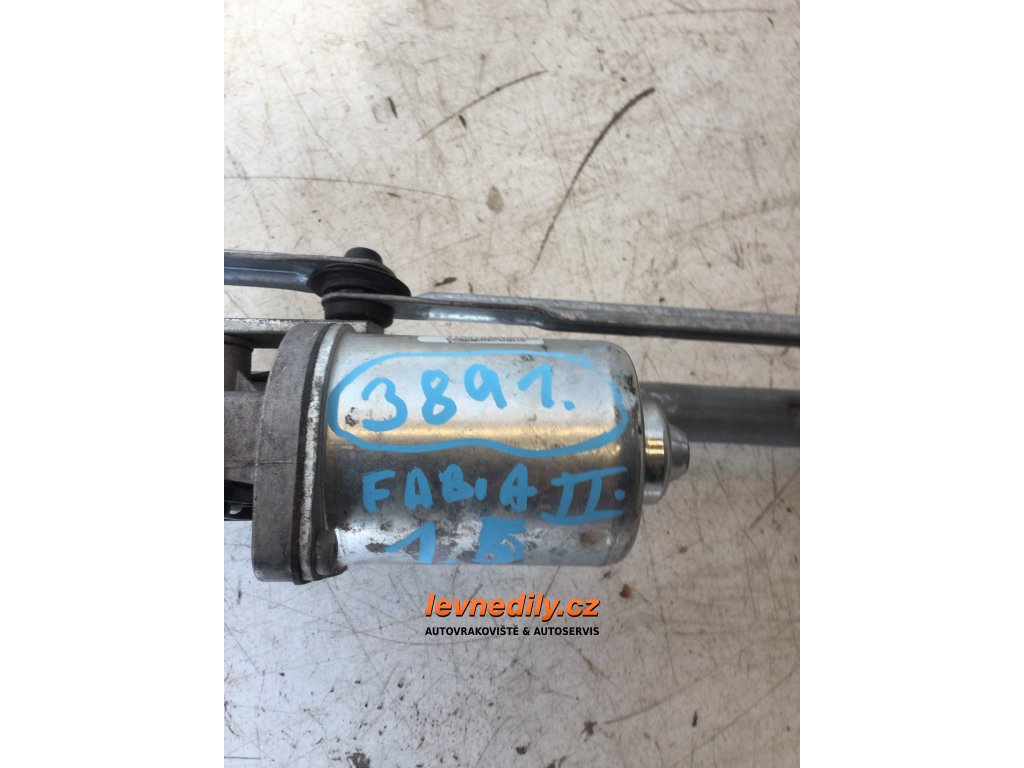 3891.
FABIA II.
1.5
levnedily.cz
AUTOVRAKOVIŠTĚ & AUTOSERVIS